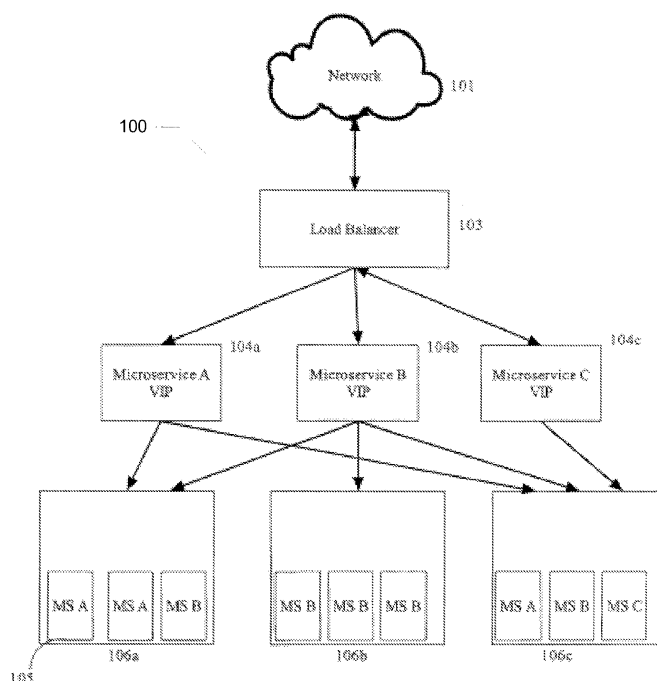 Network
101
100
Load Balancer
103
104a
104b
104c
Microservice A
VIP
Microservice B
VIP
Microservice C
VIP
MS A
MS A
MS B
MS B
MS B
MS B
MS A
MS B
MS C
106a
106b
106c
105